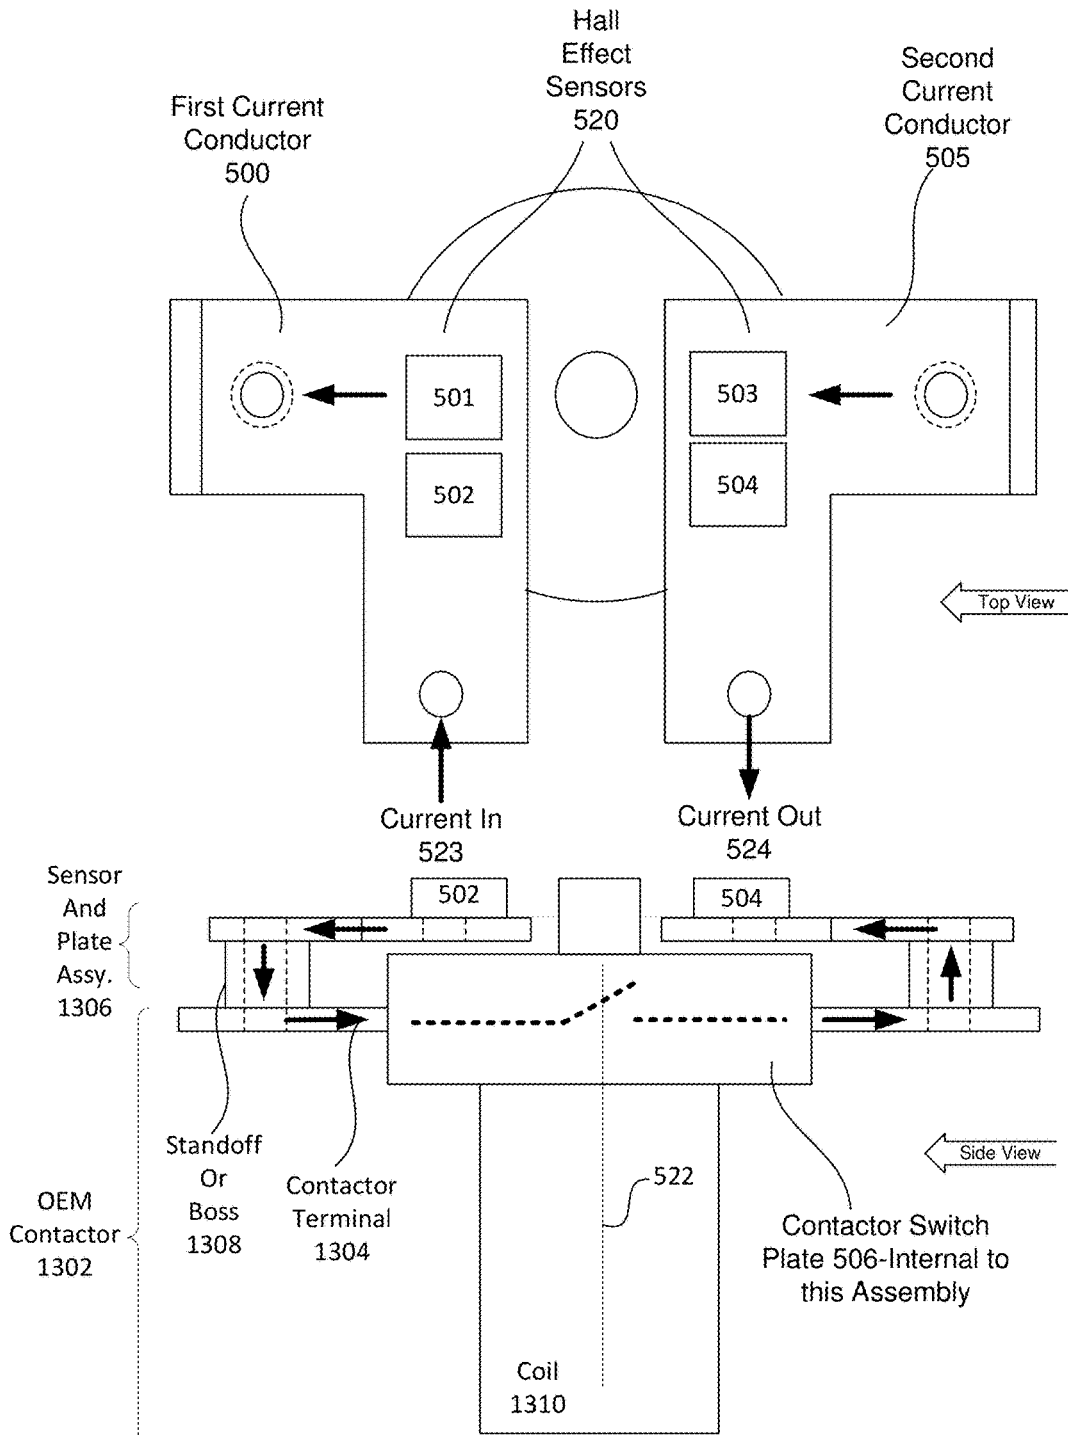 Hall
Effect
Sensors
520
Second
Current
Conductor
505
First Current
Conductor
500
501
502
503
504
Top View
Current In
523
Current Out
524
Sensor
And
Plate
Assy.
1306
502
504
Standoff
Or
Boss
1308
Contactor
Terminal
1304
522
Side View
OEM
Contactor
1302
Contactor Switch
Plate 506-Internal to
this Assembly
Coil
1310